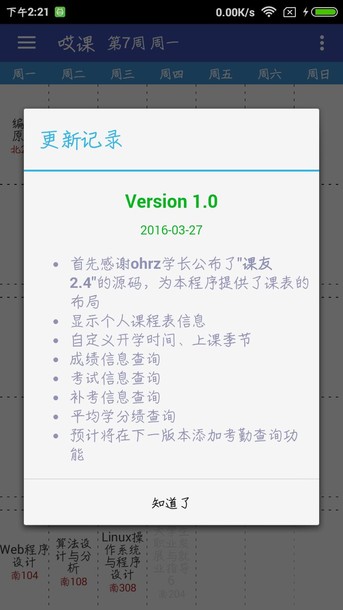 下午2:21
0.00K/s
哎课 第7周 周一
周一 周二 周三 周四 周五 周六 周日
更新记录
Version 1.0
2016-03-27
首先感谢ohrz学长公布了"课友
2.4"的源码，为本程序提供了课表的
布局
显示个人课程表信息
自定义开学时间、上课季节
成绩信息查询
考试信息查询
补考信息查询
平均学分绩查询
预计将在下一版本添加考勤查询功
能
知道了
Web程序
设计
南104
算法设
计与分
析
南108
Linux操
作系统
与程序
设计
南308